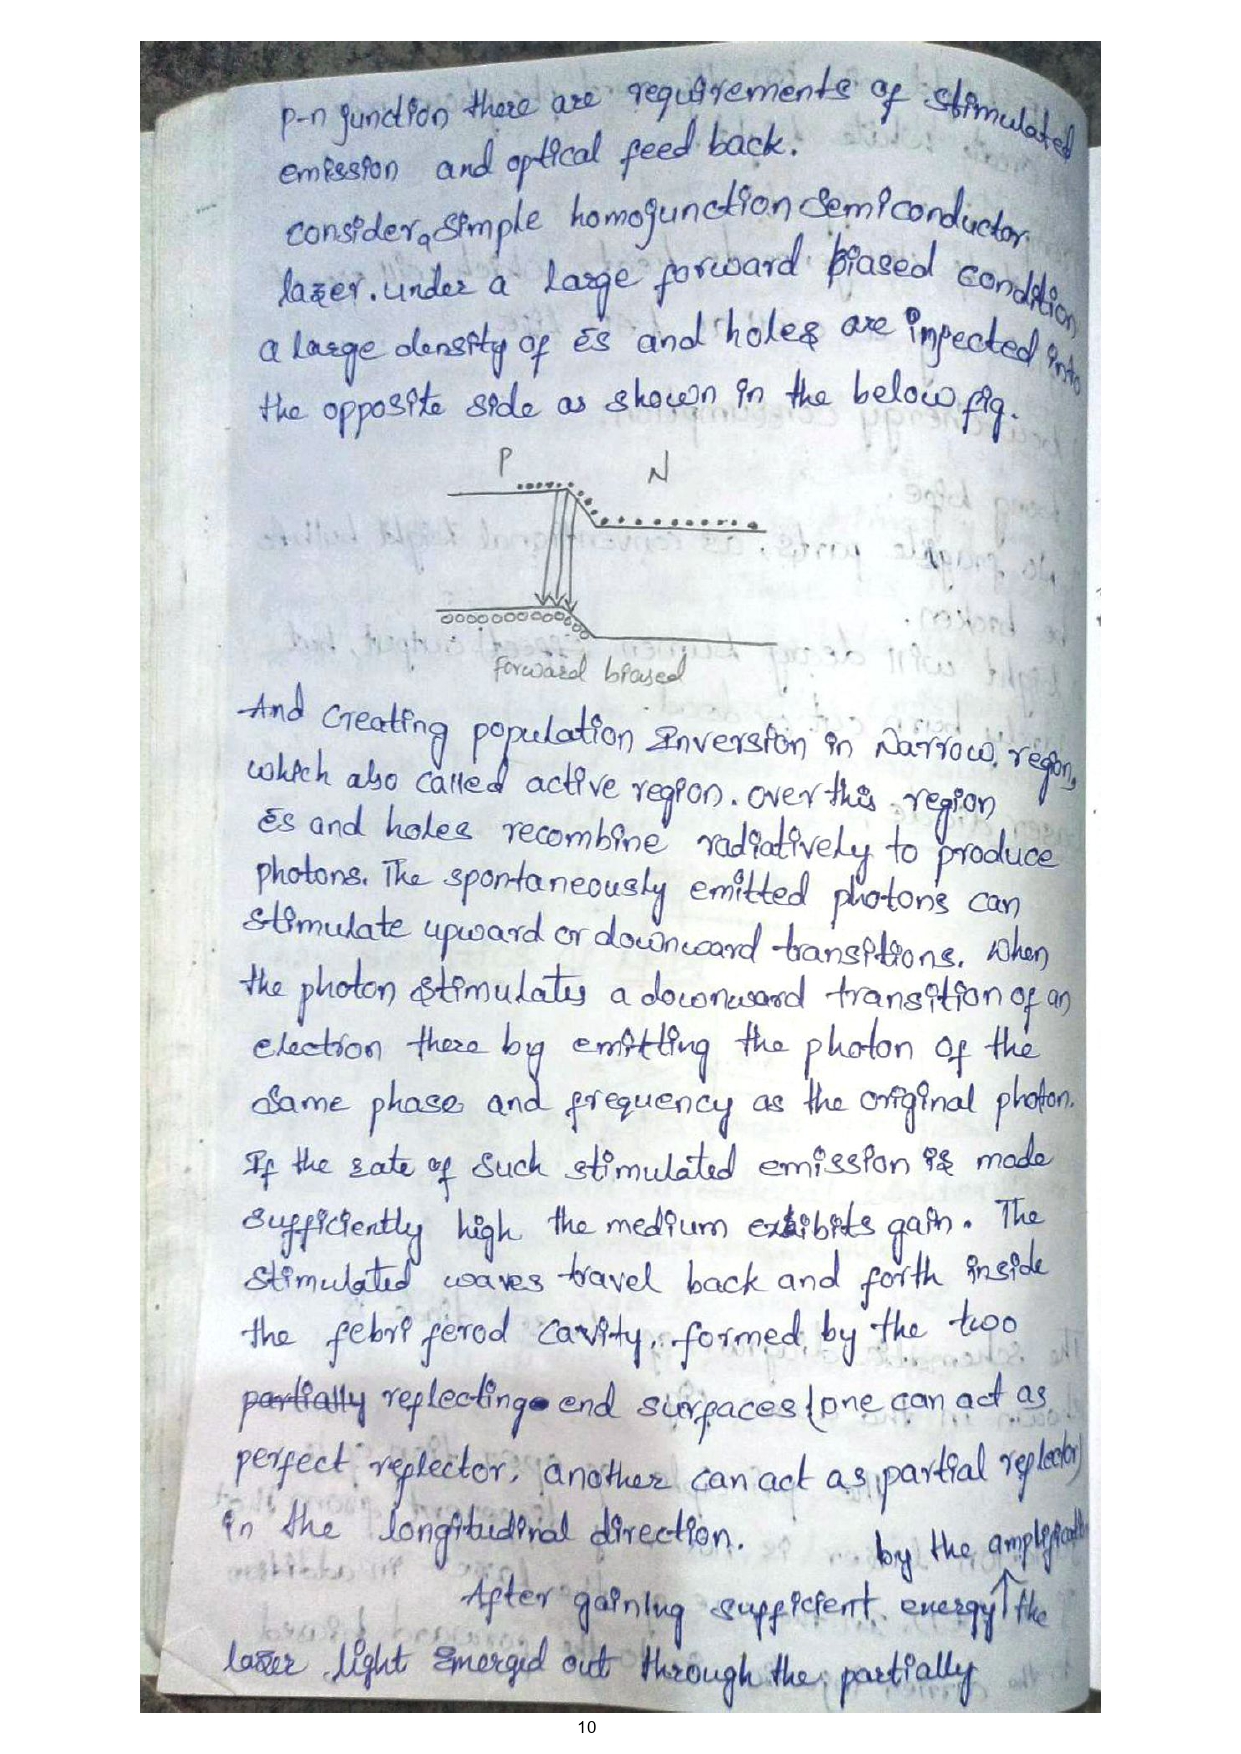 p-n junction there are requirements of stimulated
emission and optical feed back.
consider a simple homojunction semiconductor
lazer. under a large forward biased condition
a large density of ēs and holes are injected into
the opposite side as shown in the below fig.
P N
forward biased
And creating population Inversion in Narrow region,
which also called active region. over this region
ēs and holes recombine radiatively to produce
photons. The spontaneously emitted photons can
stimulate upward or downward transitions. When
the photon stimulates a downward transition of an
election there by emitting the photon of the
same phase and frequency as the original photon.
If the rate of such stimulated emission is made
sufficiently high the medium exhibits gain. The
stimulated waves travel back and forth inside
the febri ferod cavity, formed by the two
partially reflecting end surfaces (one can act as
perfect reflector, another can act as partial reflector)
in the longitudinal direction.
by the
After gaining sufficient energy ↑ the
lazer light Emerged out through the partially
10